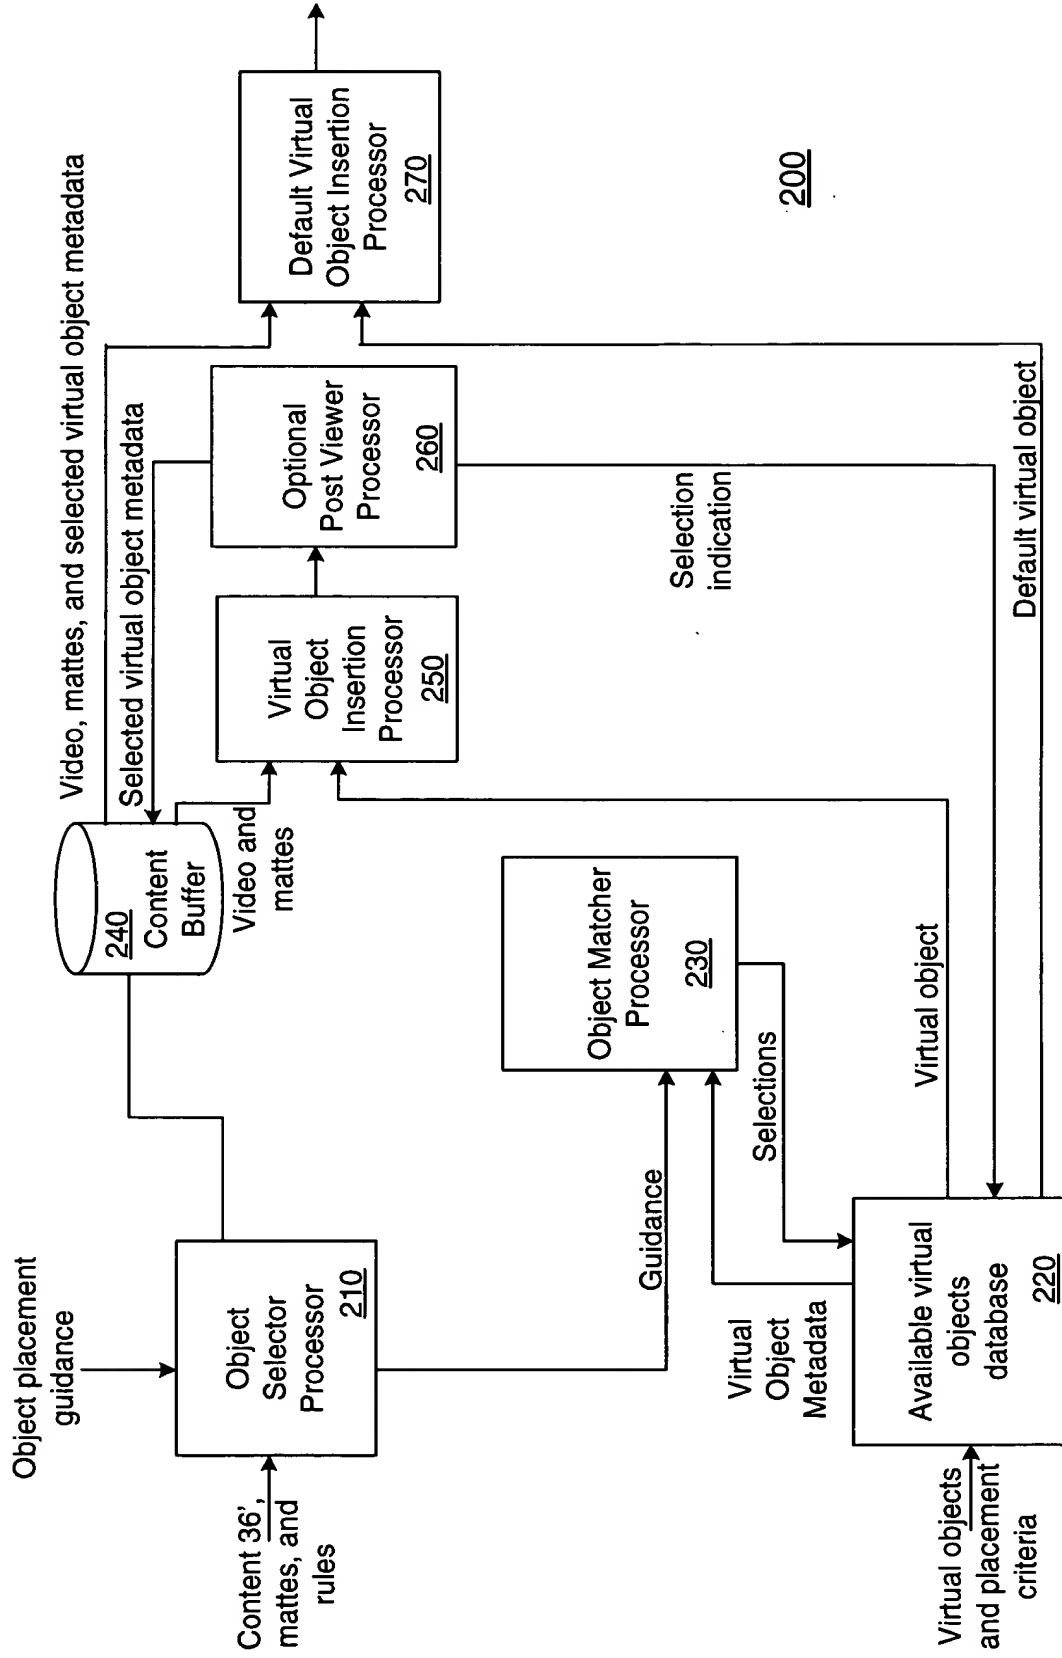 Object placement
guidance
Content 36',
mattes, and
rules
Object
Selector
Processor
210
240
Content
Buffer
Video, mattes, and selected virtual object metadata
Selected virtual object metadata
Video and
mattes
Virtual
Object
Insertion
Processor
250
Optional
Post Viewer
Processor
260
Default Virtual
Object Insertion
Processor
270
Guidance
Object Matcher
Processor
230
Selections
Virtual
Object
Metadata
Selection
indication
Virtual objects
and placement
criteria
Available virtual
objects
database
220
Virtual object
Default virtual object
200